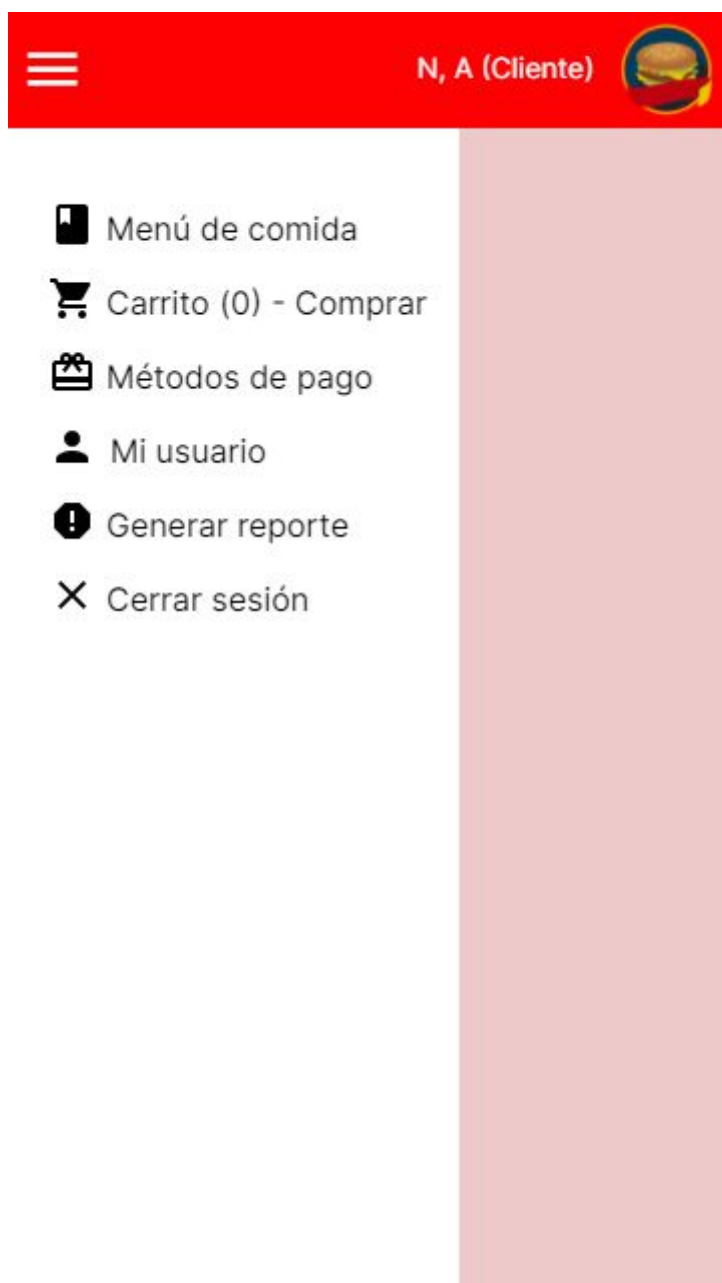 N, A (Cliente)
Menú de comida
Carrito (0) - Comprar
Métodos de pago
Mi usuario
Generar reporte
Cerrar sesión